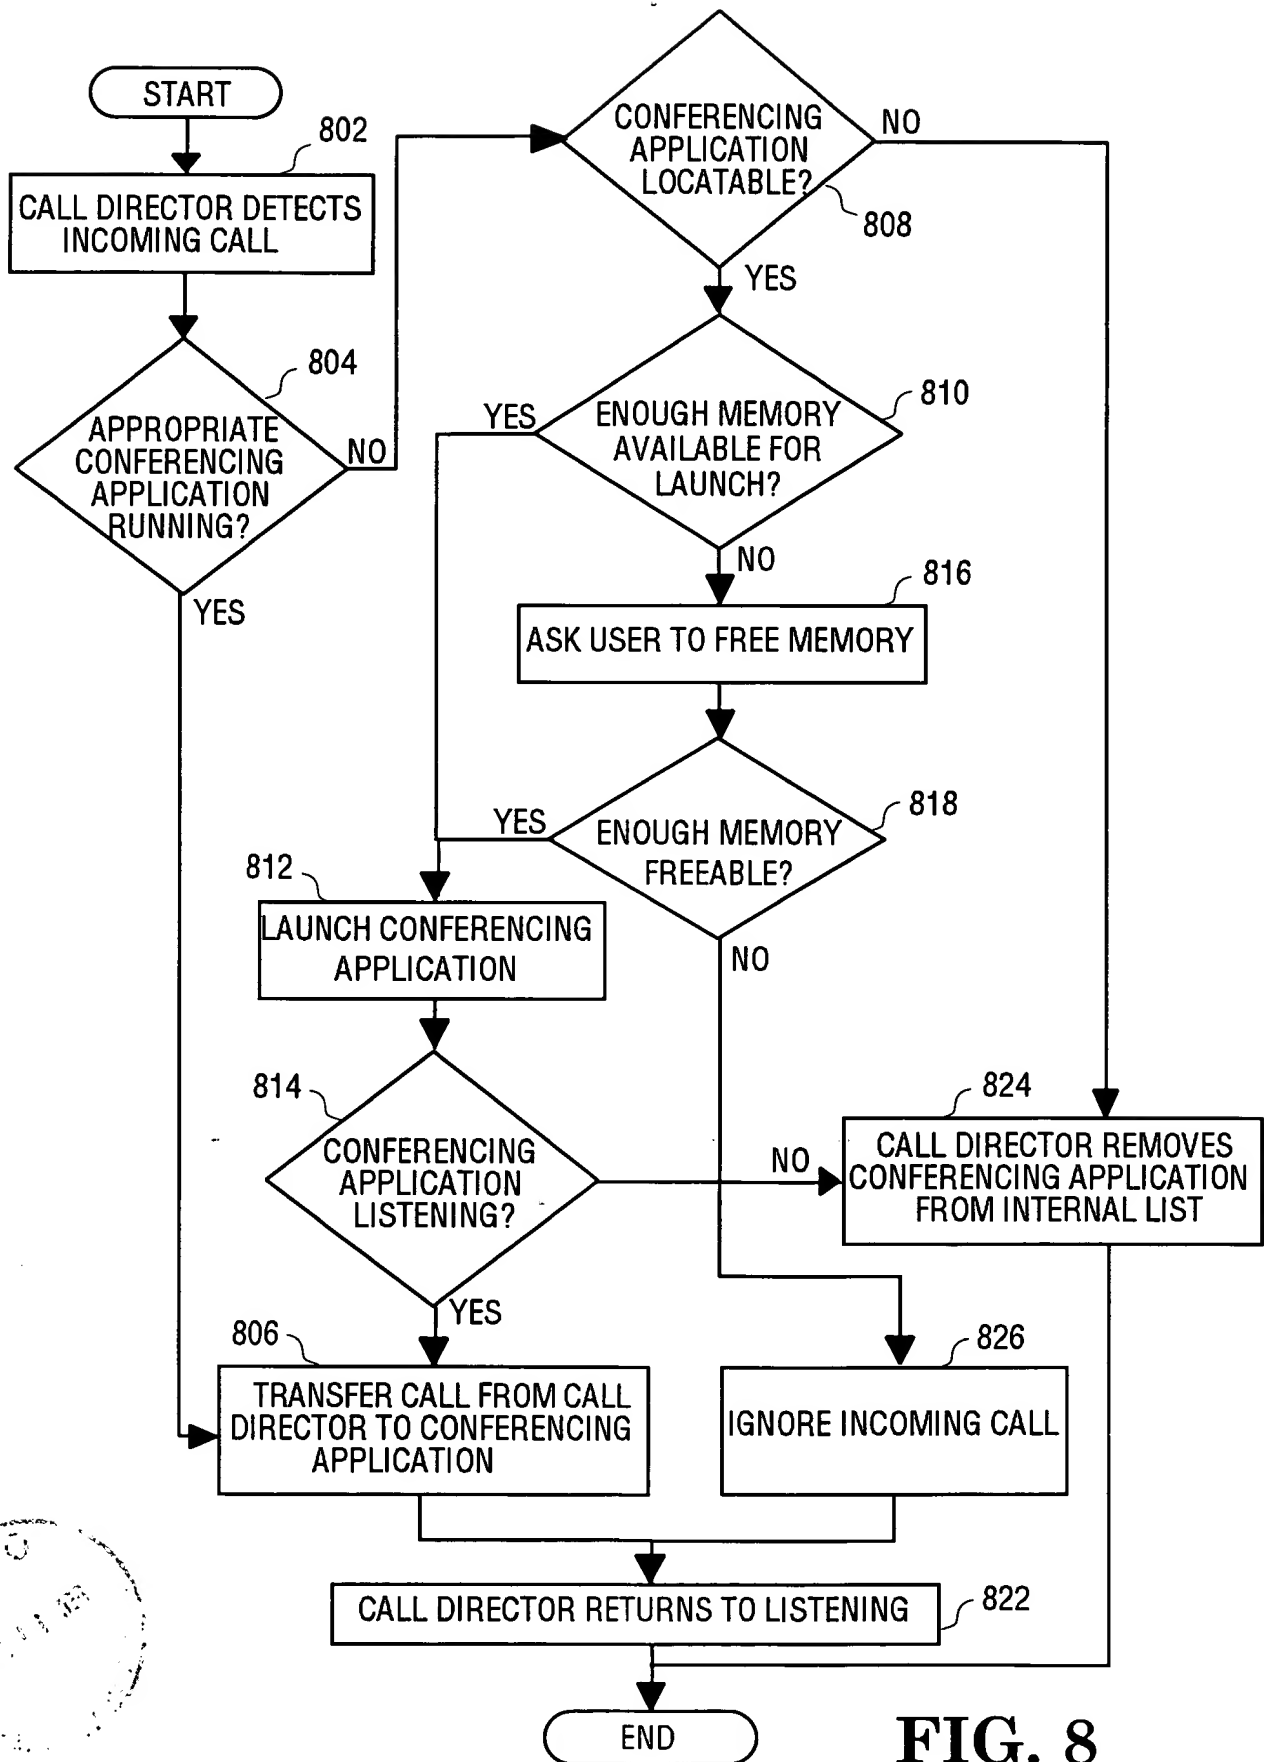 START
802
CALL DIRECTOR DETECTS
INCOMING CALL
804
APPROPRIATE
CONFERENCING
APPLICATION
RUNNING?
NO
YES
CONFERENCING
APPLICATION
LOCATABLE?
808
NO
YES
810
ENOUGH MEMORY
AVAILABLE FOR
LAUNCH?
YES
NO
816
ASK USER TO FREE MEMORY
818
ENOUGH MEMORY
FREEABLE?
YES
NO
812
LAUNCH CONFERENCING
APPLICATION
814
CONFERENCING
APPLICATION
LISTENING?
NO
YES
824
CALL DIRECTOR REMOVES
CONFERENCING APPLICATION
FROM INTERNAL LIST
806
TRANSFER CALL FROM CALL
DIRECTOR TO CONFERENCING
APPLICATION
826
IGNORE INCOMING CALL
CALL DIRECTOR RETURNS TO LISTENING
822
END
FIG. 8